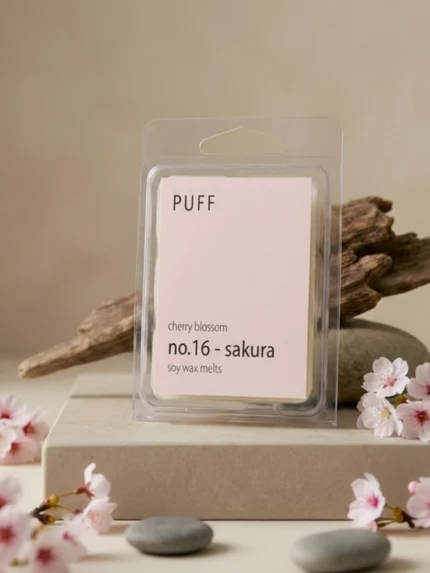 PUFF
cherry blossom
no.16 - sakura
soy wax melts